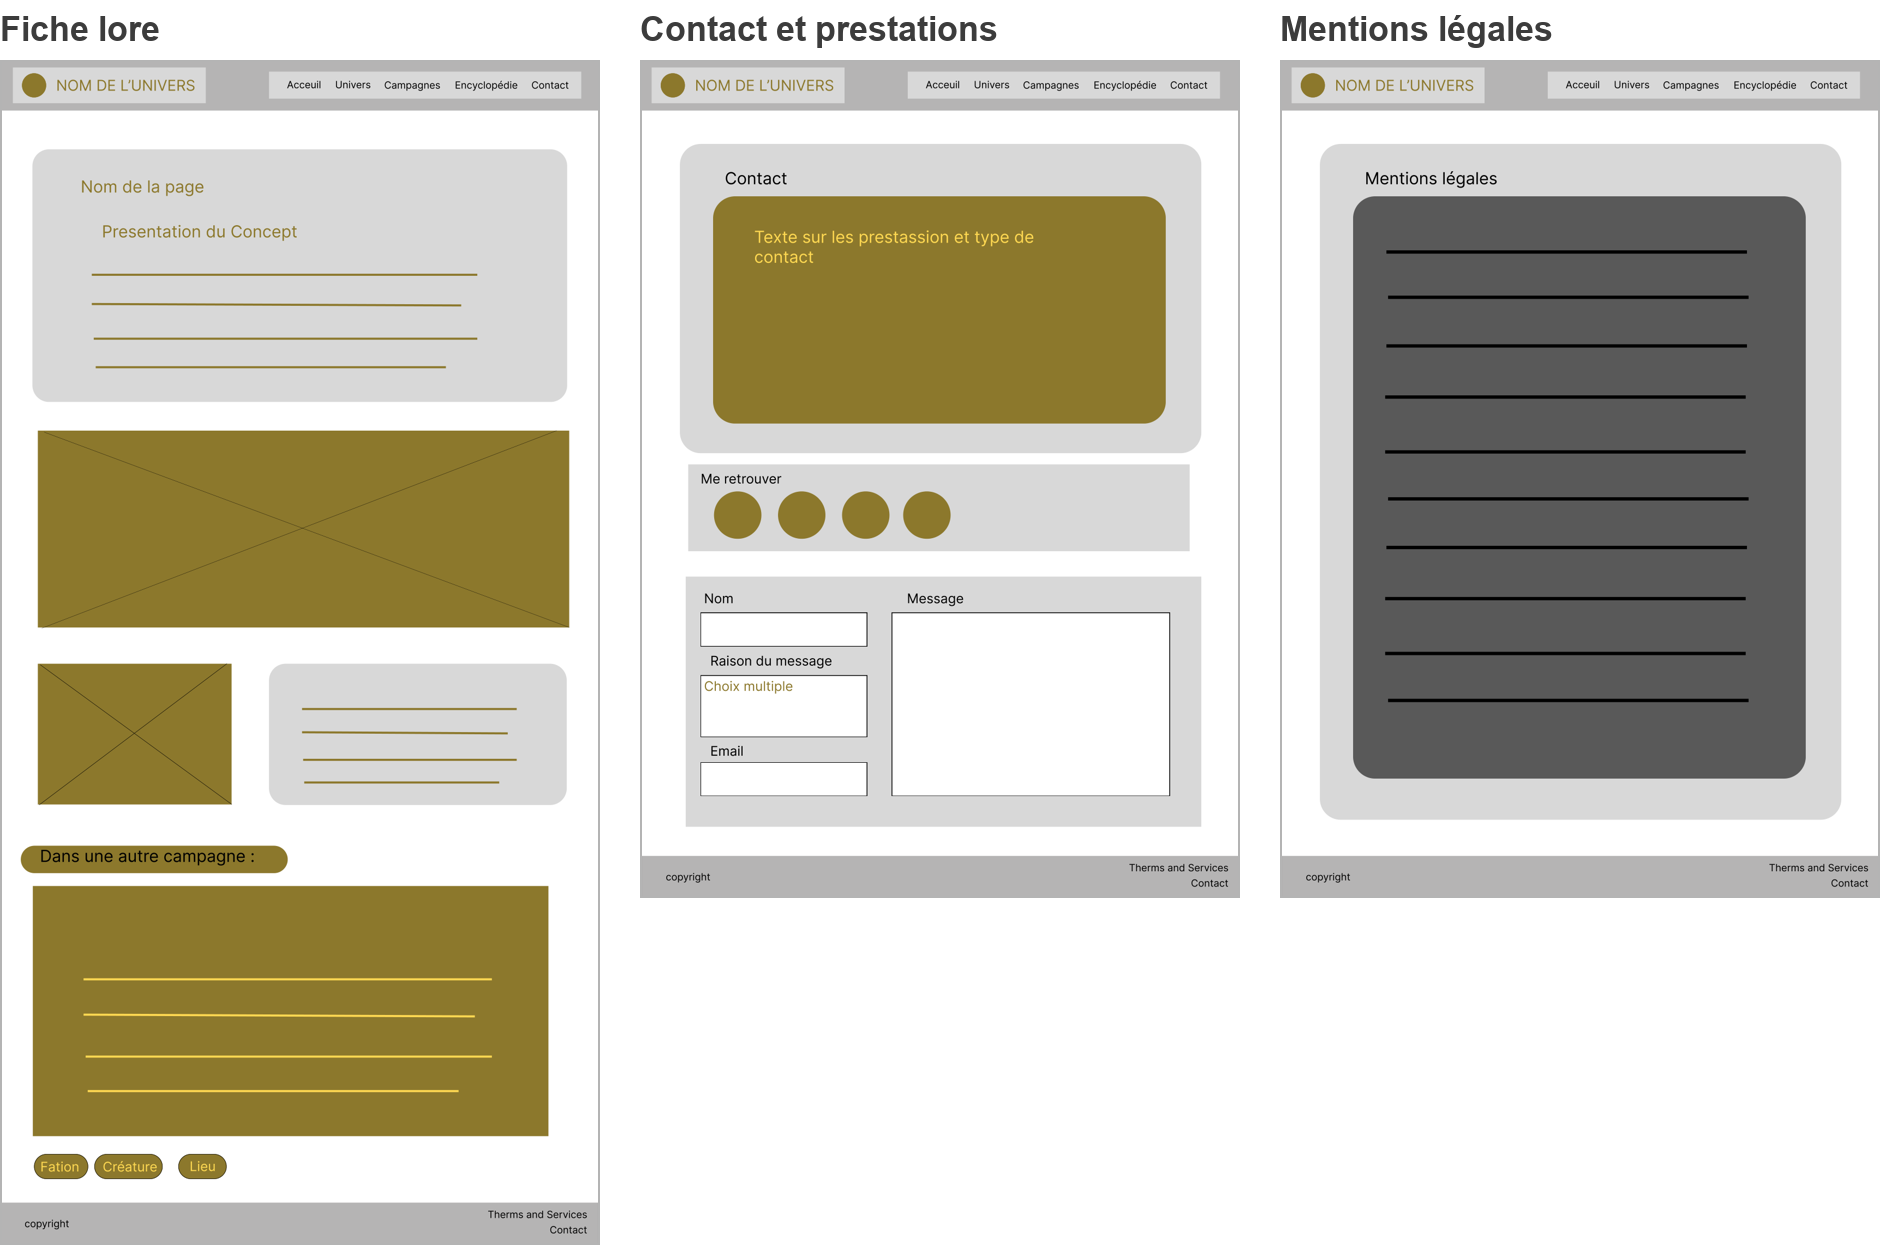 Fiche lore
NOM DE L’UNIVERS
Acceuil Univers Campagnes Encyclopédie Contact
Nom de la page
Presentation du Concept
Dans une autre campagne :
Fation Créature Lieu
copyright
Therms and Services
Contact
Contact et prestations
NOM DE L’UNIVERS
Acceuil Univers Campagnes Encyclopédie Contact
Contact
Texte sur les prestassion et type de
contact
Me retrouver
Nom
Message
Raison du message
Choix multiple
Email
copyright
Therms and Services
Contact
Mentions légales
NOM DE L’UNIVERS
Acceuil Univers Campagnes Encyclopédie Contact
Mentions légales
copyright
Therms and Services
Contact